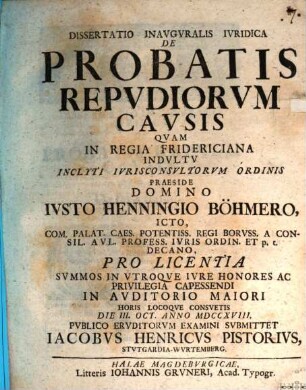 7.
DISSERTATIO INAVGVRALIS IVRIDICA
DE
PROBATIS
REPVDIORVM
CAVSIS
QVAM
IN REGIA FRIDERICIANA
INDVLTV
INCLYTI IVRISCONSVLTORVM ORDINIS
PRAESIDE
DOMINO
IVSTO HENNINGIO BÖHMERO,
ICTO,
COM. PALAT. CAES. POTENTISS. REGI BORVSS. A CON-
SIL. AVL. PROFESS. IVRIS ORDIN. ET p. t.
DECANO,
PRO LICENTIA
SVMMOS IN VTROQVE IVRE HONORES AC
PRIVILEGIA CAPESSENDI
IN AVDITORIO MAIORI
HORIS LOCOQVE CONSVETIS
DIE III. OCT. ANNO MDCCXVIII,
PVBLICO ERVDITORVM EXAMINI SVBMITTET
IACOBVS HENRICVS PISTORIVS,
STVTGARDIA-WVRTEMBERG.
HALAE MAGDEBVRGICAE,
Litteris IOHANNIS GRVNERI, Acad. Typogr.